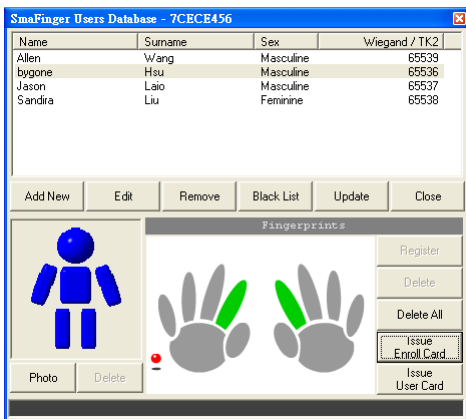 SmaFinger Users Database - 7CECE456
Name Surname Sex Wiegand / TK2
Allen Wang Masculine 65539
bygone Hsu Masculine 65536
Jason Laio Masculine 65537
Sandira Liu Feminine 65538
Add New Edit Remove Black List Update Close
Fingerprints
Register
Delete
Delete All
Issue
Enroll Card
Photo Delete
Issue
User Card